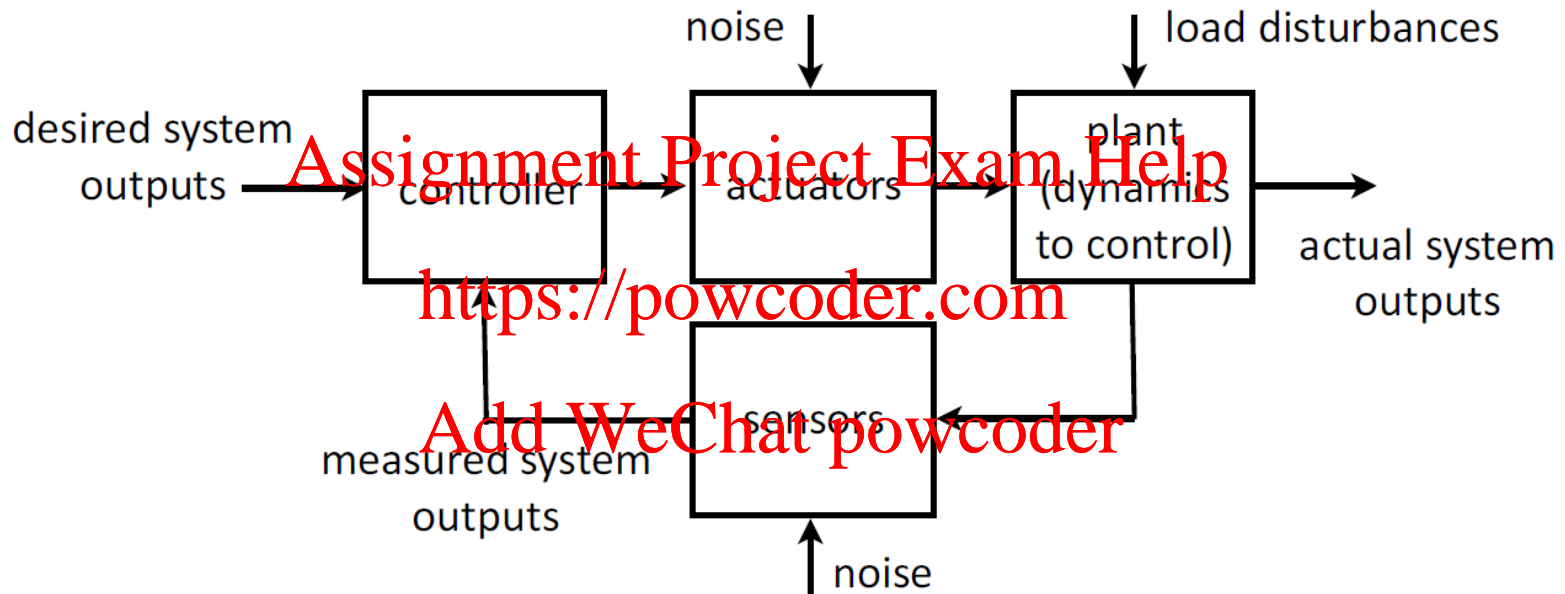 noise
load disturbances
desired system
outputs
controller
actuators
plant
(dynamics
to control)
actual system
outputs
Assignment Project Exam Help
https://powcoder.com
sensors
Add WeChat powcoder
measured system
outputs
noise